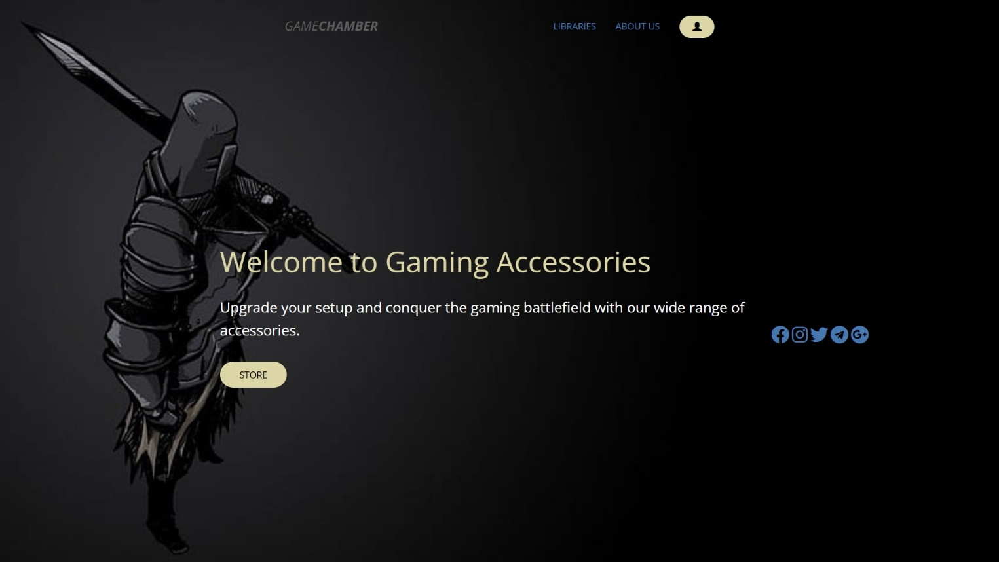 GAMECHAMBER
LIBRARIES
ABOUT US
Welcome to Gaming Accessories
Upgrade your setup and conquer the gaming battlefield with our wide range of
accessories.
STORE